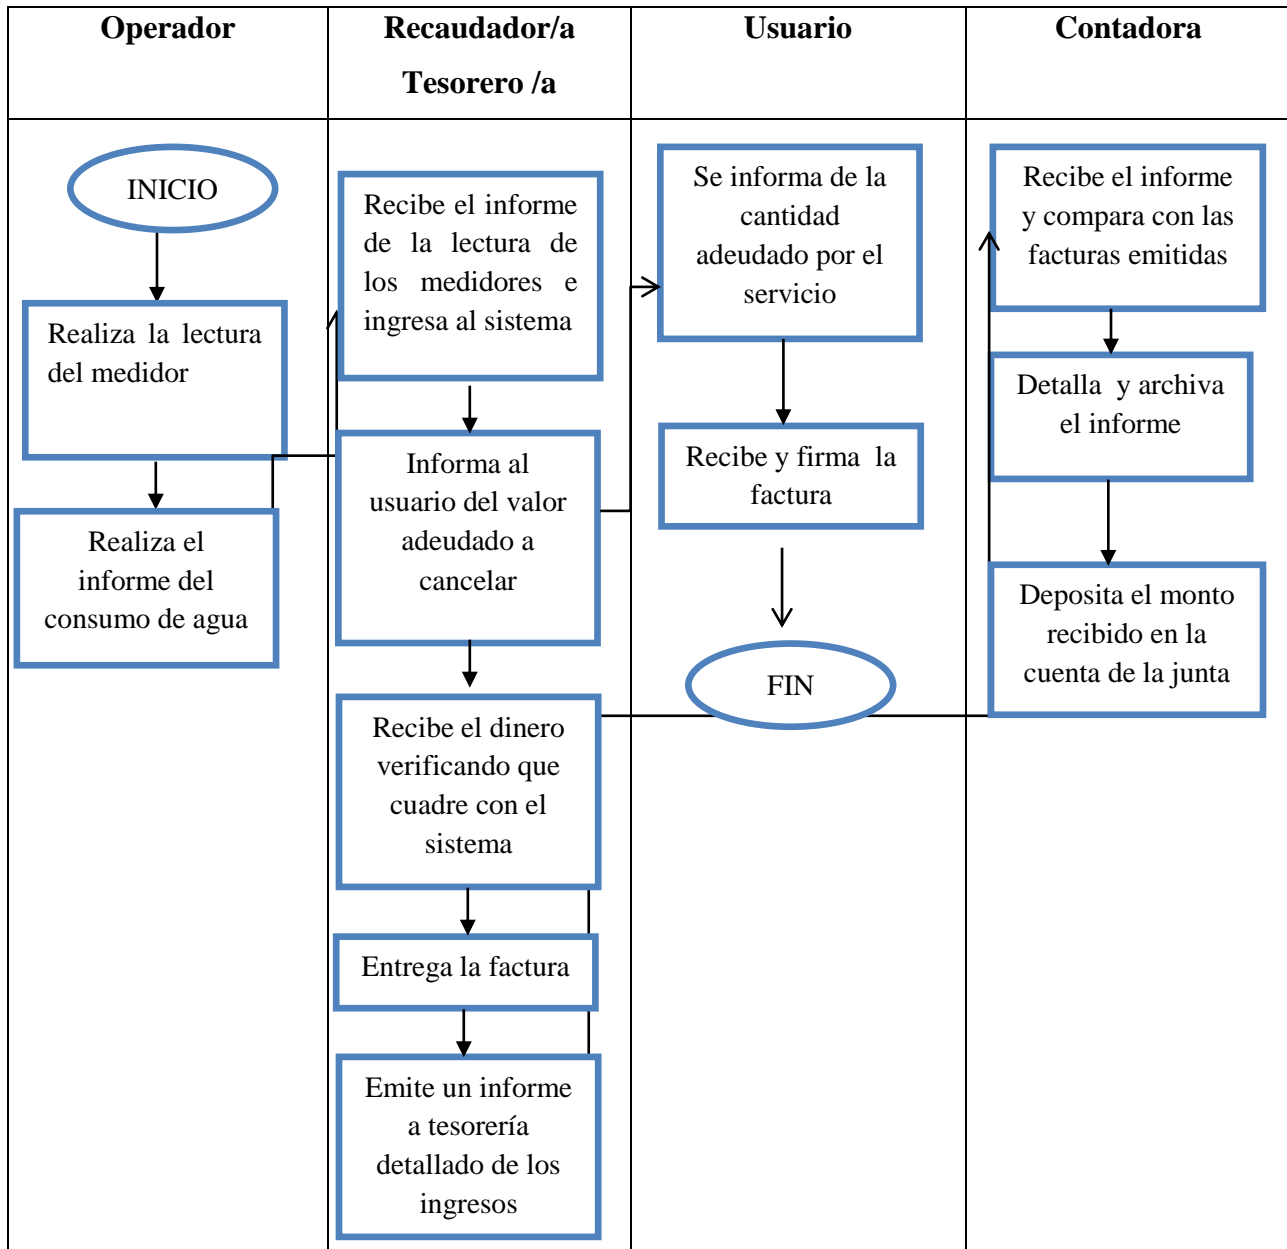 Operador
Recaudador/a
Tesorero /a
Usuario
Contadora
INICIO
Realiza la lectura
del medidor
Realiza el
informe del
consumo de agua
Recibe el informe
de la lectura de
los medidores e
ingresa al sistema
Informa al
usuario del valor
adeudado a
cancelar
Recibe el dinero
verificando que
cuadre con el
sistema
Entrega la factura
Emite un informe
a tesorería
detallado de los
ingresos
Se informa de la
cantidad
adeudado por el
servicio
Recibe y firma la
factura
FIN
Recibe el informe
y compara con las
facturas emitidas
Detalla y archiva
el informe
Deposita el monto
recibido en la
cuenta de la junta